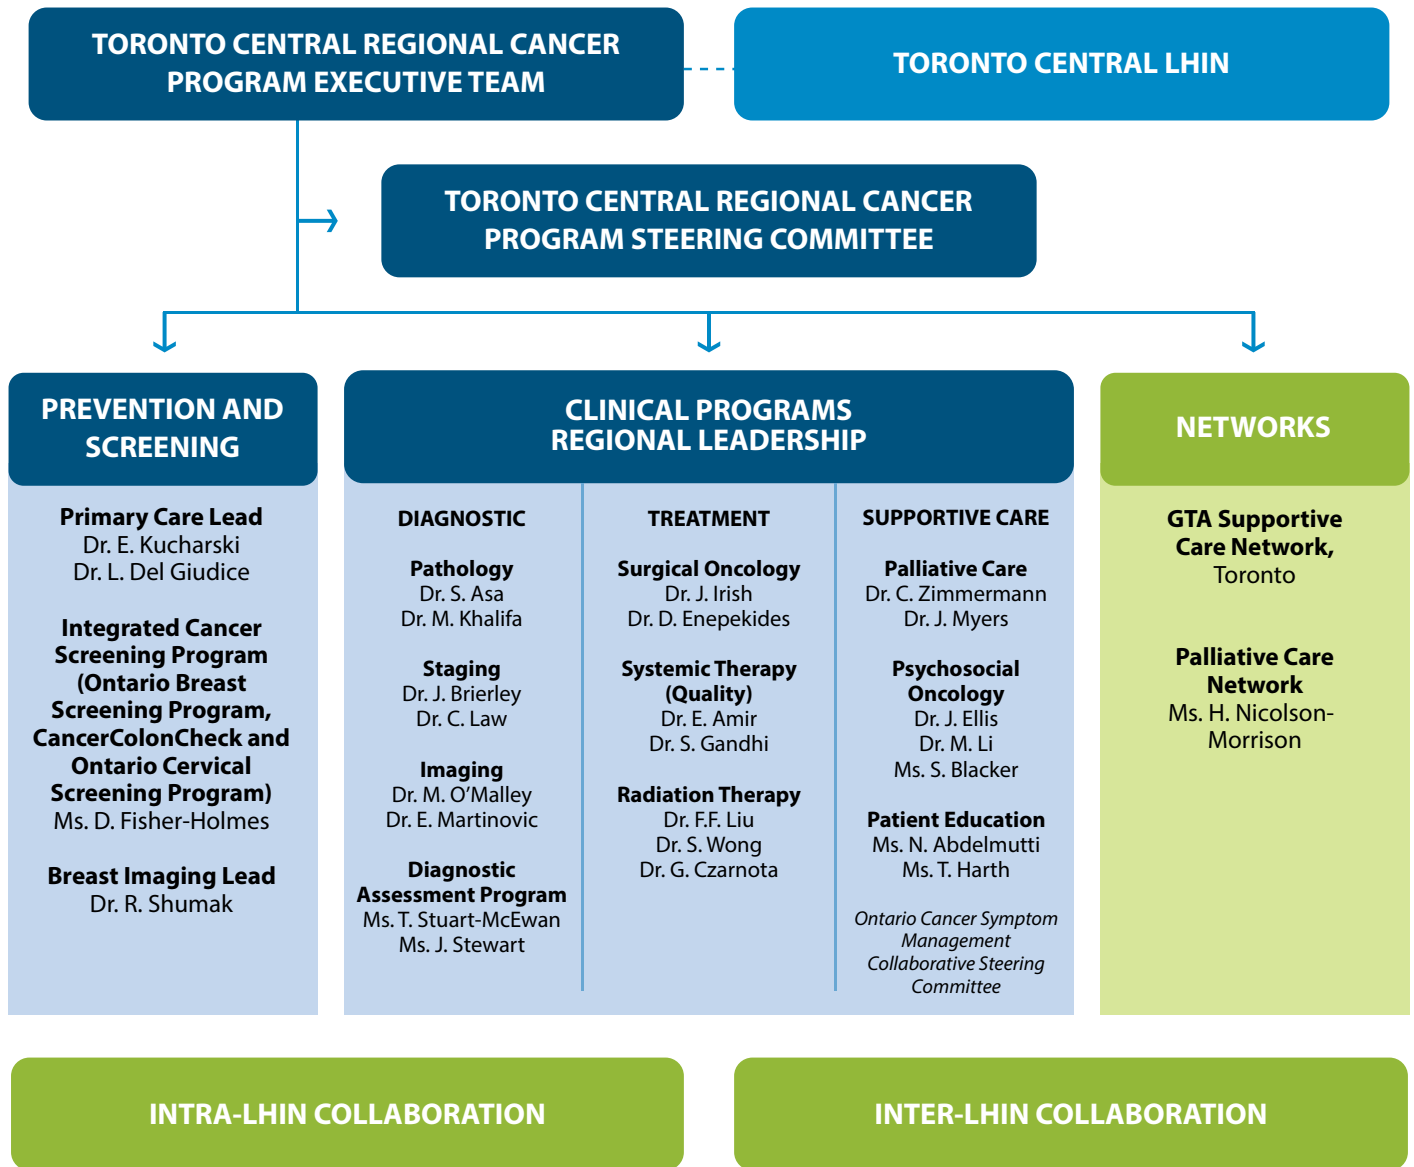 TORONTO CENTRAL REGIONAL CANCER
PROGRAM EXECUTIVE TEAM
TORONTO CENTRAL LHIN
TORONTO CENTRAL REGIONAL CANCER
PROGRAM STEERING COMMITTEE
PREVENTION AND
SCREENING
Primary Care Lead
Dr. E. Kucharski
Dr. L. Del Giudice
Integrated Cancer
Screening Program
(Ontario Breast
Screening Program,
CancerColonCheck and
Ontario Cervical
Screening Program)
Ms. D. Fisher-Holmes
Breast Imaging Lead
Dr. R. Shumak
CLINICAL PROGRAMS
REGIONAL LEADERSHIP
DIAGNOSTIC
Pathology
Dr. S. Asa
Dr. M. Khalifa
Staging
Dr. J. Brierley
Dr. C. Law
Imaging
Dr. M. O’Malley
Dr. E. Martinovic
Diagnostic
Assessment Program
Ms. T. Stuart-McEwan
Ms. J. Stewart
TREATMENT
Surgical Oncology
Dr. J. Irish
Dr. D. Enepekides
Systemic Therapy
(Quality)
Dr. E. Amir
Dr. S. Gandhi
Radiation Therapy
Dr. F.F. Liu
Dr. S. Wong
Dr. G. Czarnota
SUPPORTIVE CARE
Palliative Care
Dr. C. Zimmermann
Dr. J. Myers
Psychosocial
Oncology
Dr. J. Ellis
Dr. M. Li
Ms. S. Blacker
Patient Education
Ms. N. Abdelmutti
Ms. T. Harth
Ontario Cancer Symptom
Management
Collaborative Steering
Committee
NETWORKS
GTA Supportive
Care Network,
Toronto
Palliative Care
Network
Ms. H. Nicolson-
Morrison
INTRA-LHIN COLLABORATION
INTER-LHIN COLLABORATION